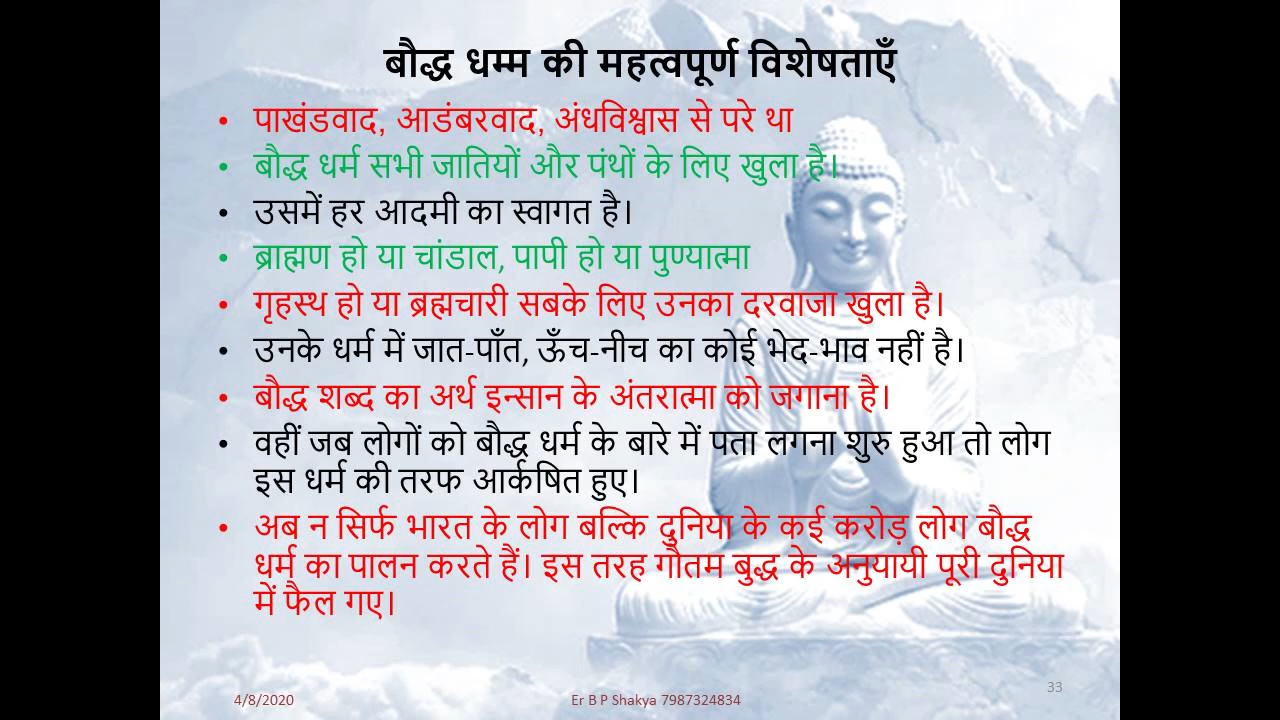 बौद्ध धम्म की महत्वपूर्ण विशेषताएँ
• पाखंडवाद, आडंबरवाद, अंधविश्वास से परे था
• बौद्ध धर्म सभी जातियों और पंथों के लिए खुला है।
• उसमें हर आदमी का स्वागत है।
• ब्राह्मण हो या चांडाल, पापी हो या पुण्यात्मा
• गृहस्थ हो या ब्रह्मचारी सबके लिए उनका दरवाजा खुला है।
• उनके धर्म में जात-पाँत, ऊँच-नीच का कोई भेद-भाव नहीं है।
• बौद्ध शब्द का अर्थ इन्सान के अंतरात्मा को जगाना है।
• वहीं जब लोगों को बौद्ध धर्म के बारे में पता लगना शुरु हुआ तो लोग
इस धर्म की तरफ आर्कषित हुए।
• अब न सिर्फ भारत के लोग बल्कि दुनिया के कई करोड़ लोग बौद्ध
धर्म का पालन करते हैं। इस तरह गौतम बुद्ध के अनुयायी पूरी दुनिया
में फैल गए।
4/8/2020
Er B P Shakya 7987324834
33